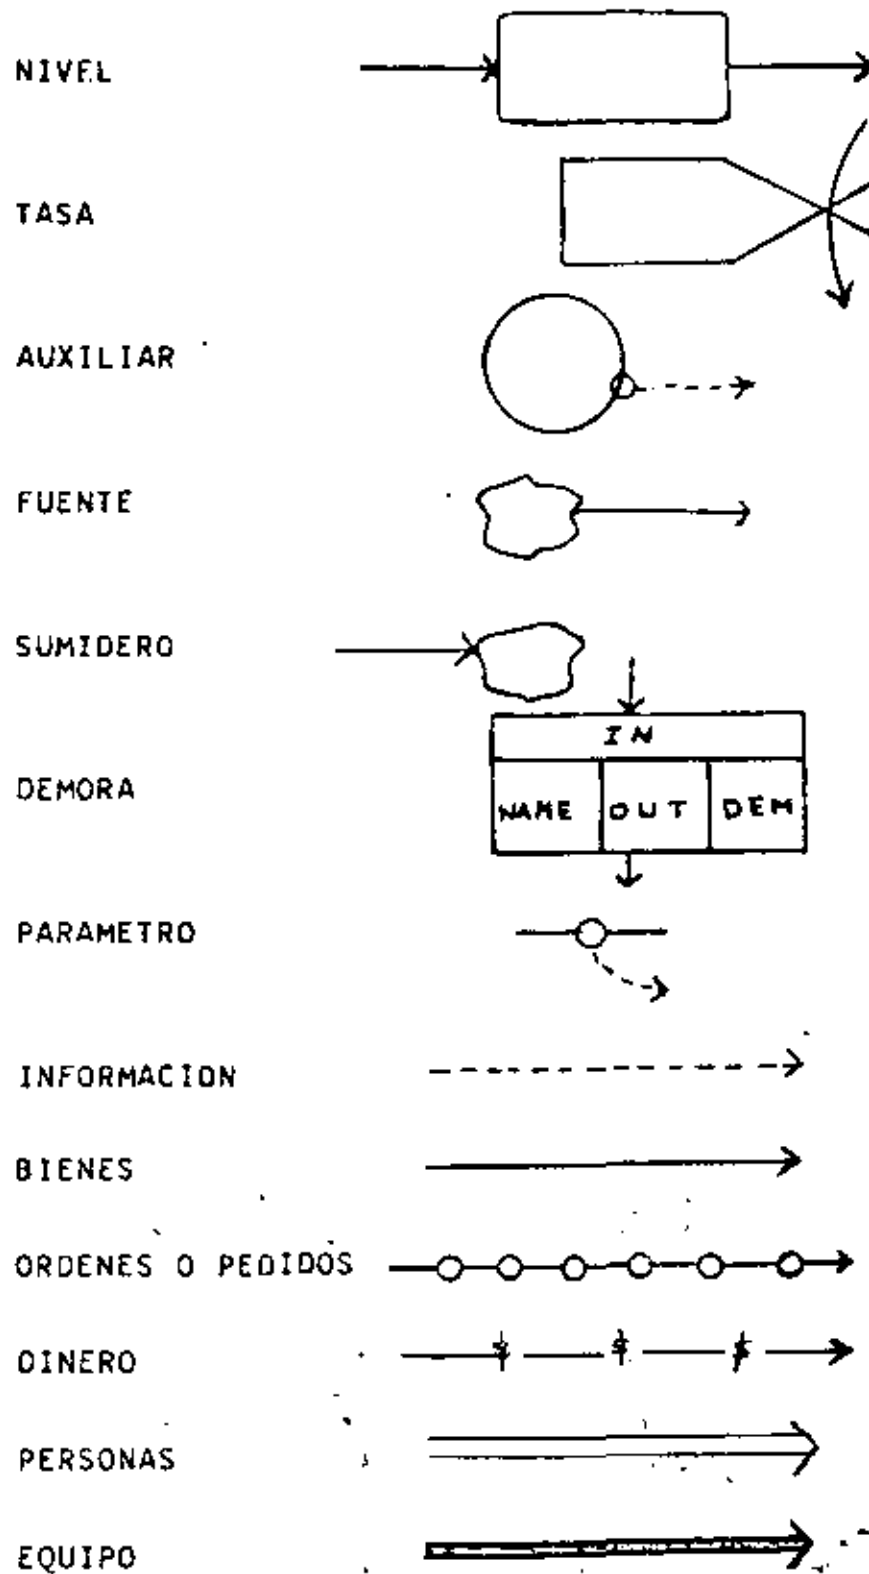 NIVEL
TASA
AUXILIAR
FUENTE
SUMIDERO
IN
DEMORA
NAME OUT DEM
PARAMETRO
INFORMACION
BIENES
ORDENES O PEDIDOS
DINERO
$ $ $
PERSONAS
EQUIPO